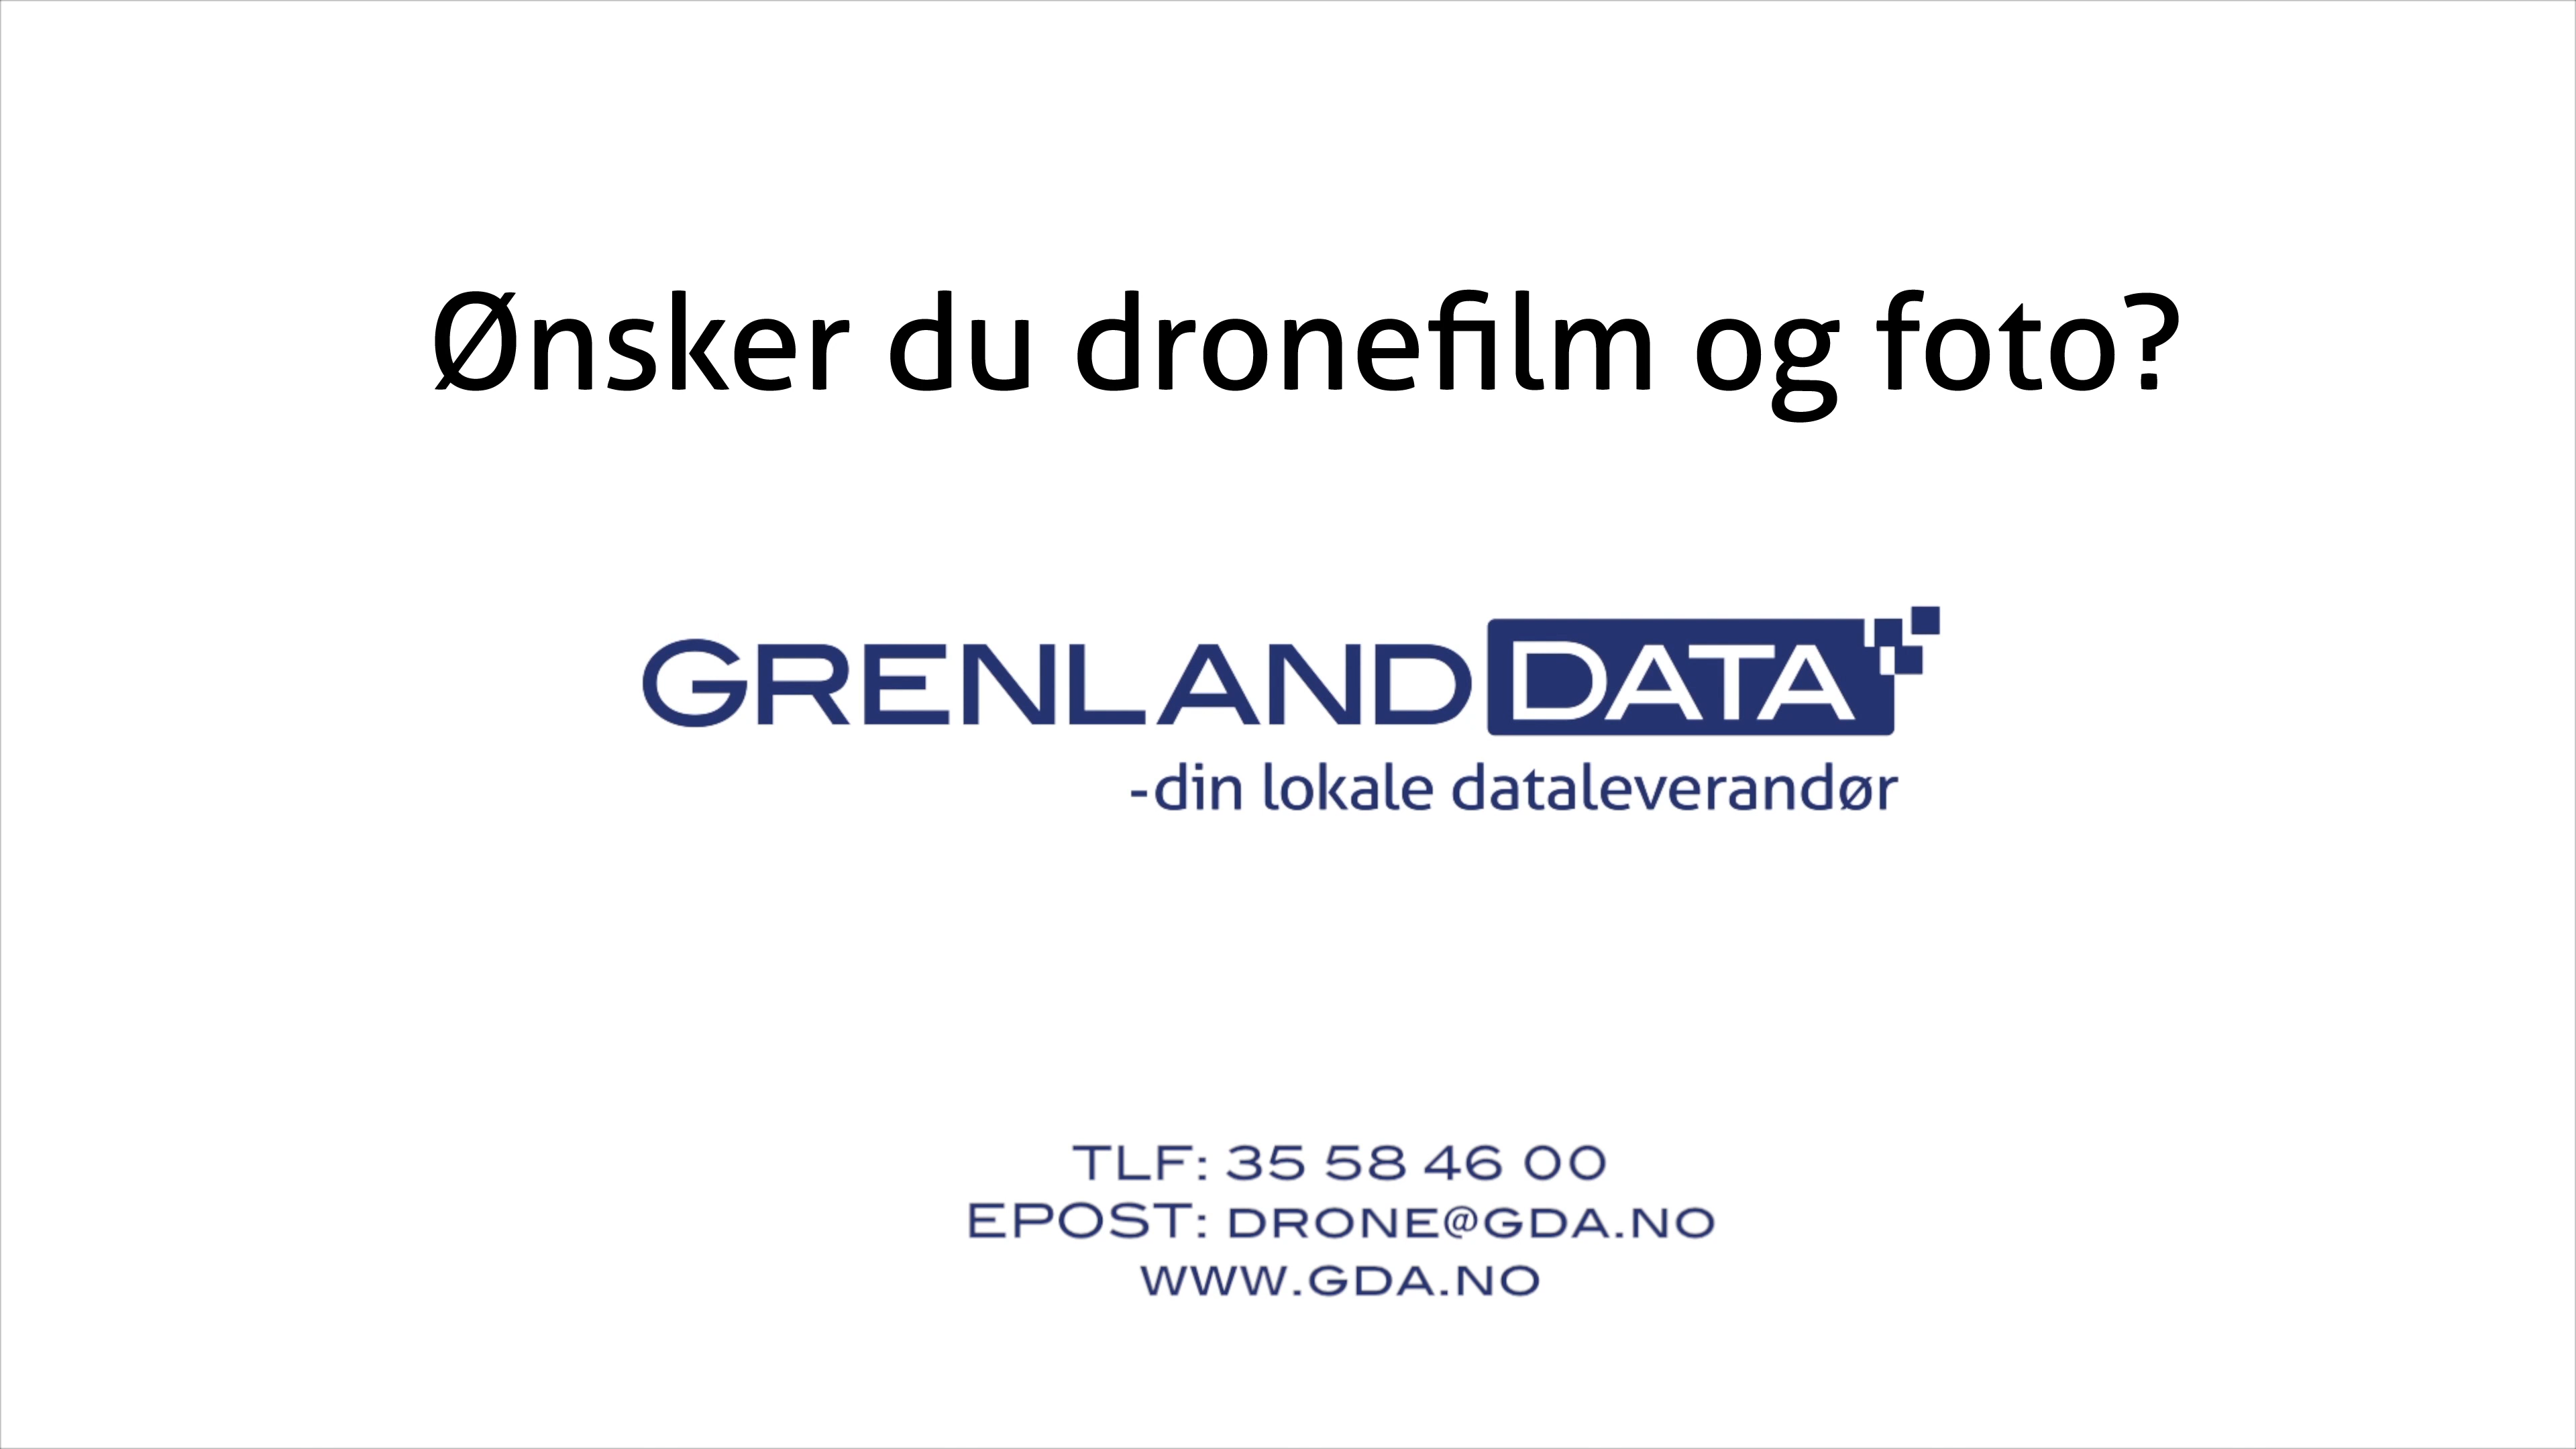 Ønsker du dronefilm og foto?
GRENLAND DATA
-din lokale dataleverandør
TLF: 35 58 46 00
EPOST: DRONE@GDA.NO
WWW.GDA.NO